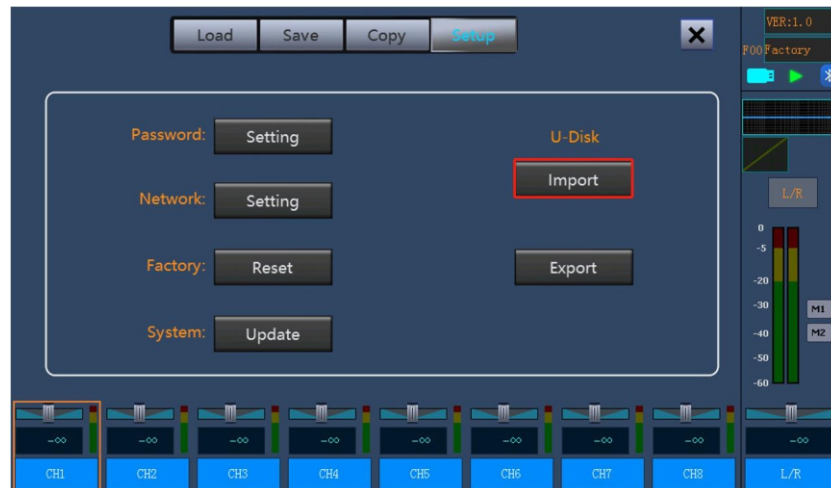 Load Save Copy Setup
VER:1.0
F00 Factory
Password: Setting
U-Disk
Import
Network: Setting
Factory: Reset
Export
System: Update
L/R
0
-5
-20
-30
-40
-50
-60
M1
M2
-∞ -∞ -∞ -∞ -∞ -∞ -∞ -∞ -∞
CH1 CH2 CH3 CH4 CH5 CH6 CH7 CH8 L/R